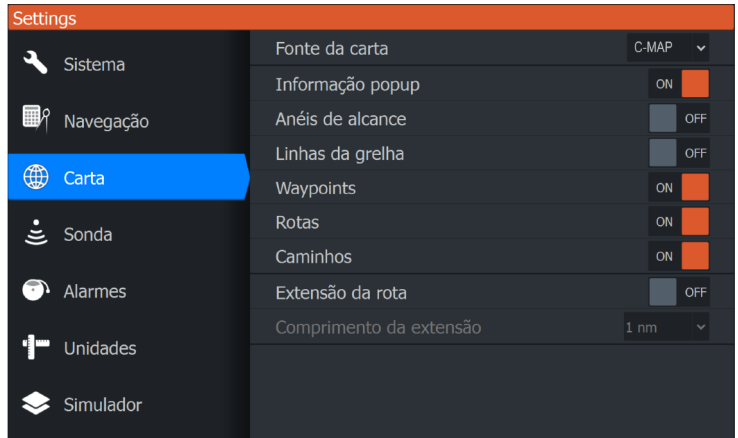 Settings
Sistema
Navegação
Carta
Sonda
Alarmes
Unidades
Simulador
Fonte da carta C-MAP
Informação popup ON
Anéis de alcance OFF
Linhas da grelha OFF
Waypoints ON
Rotas ON
Caminhos ON
Extensão da rota OFF
Comprimento da extensão 1 nm